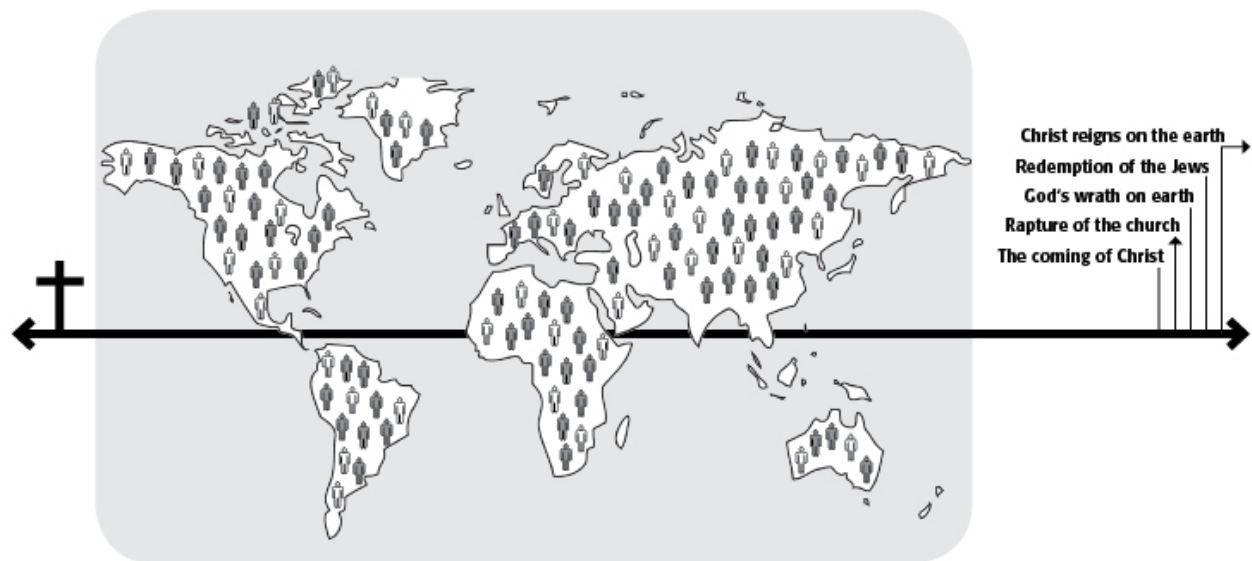 Christ reigns on the earth
Redemption of the Jews
God's wrath on earth
Rapture of the church
The coming of Christ